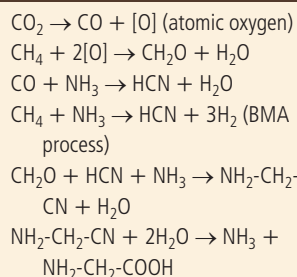 CO₂ → CO + [O] (atomic oxygen)
CH₄ + 2[O] → CH₂O + H₂O
CO + NH₃ → HCN + H₂O
CH₄ + NH₃ → HCN + 3H₂ (BMA
process)
CH₂O + HCN + NH₃ → NH₂-CH₂-
CN + H₂O
NH₂-CH₂-CN + 2H₂O → NH₃ +
NH₂-CH₂-COOH